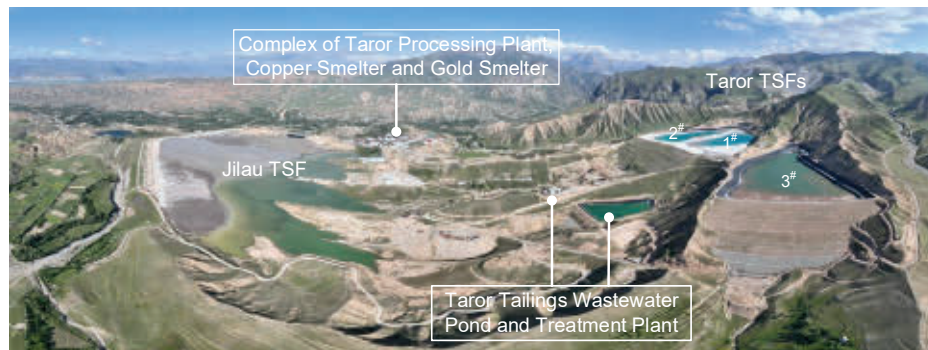 Complex of Taror Processing Plant,
Copper Smelter and Gold Smelter
Taror TSFs
2#
1#
Jilau TSF
3#
Taror Tailings Wastewater
Pond and Treatment Plant